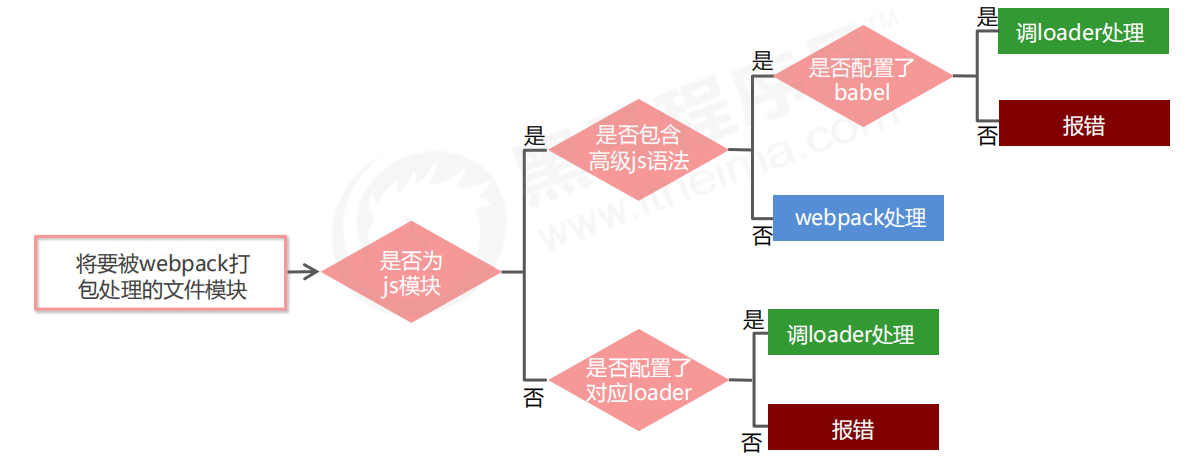 将要被webpack打
包处理的文件模块
是否为
js模块
是
是否包含
高级js语法
是
是否配置了
babel
是
调loader处理
否
报错
否
webpack处理
否
是否配置了
对应loader
是
调loader处理
否
报错
黑马程序员™
www.itheima.com